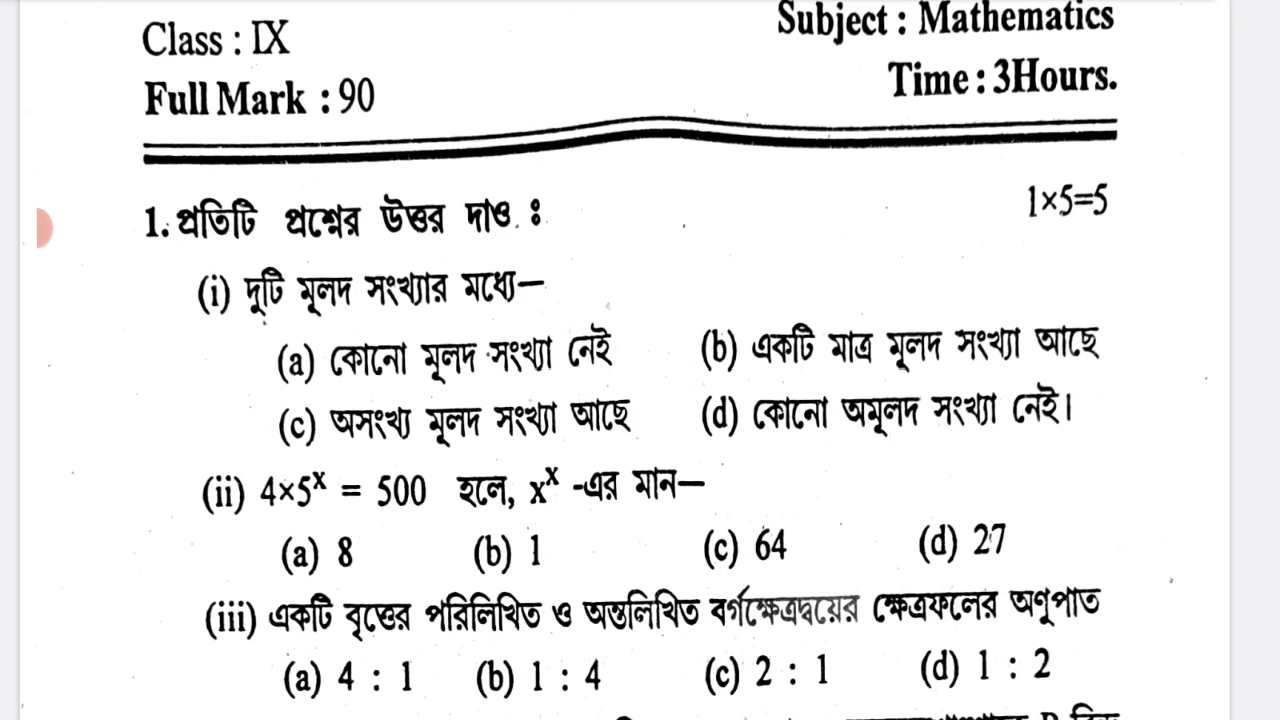 Class : IX
Subject : Mathematics
Full Mark : 90
Time : 3Hours.
1. প্রতিটি প্রশ্নের উত্তর দাও ঃ 1×5=5
(i) দুটি মূলদ সংখ্যার মধ্যে—
(a) কোনো মূলদ সংখ্যা নেই (b) একটি মাত্র মূলদ সংখ্যা আছে
(c) অসংখ্য মূলদ সংখ্যা আছে (d) কোনো অমূলদ সংখ্যা নেই।
(ii) 4×5ˣ = 500 হলে, xˣ -এর মান—
(a) 8 (b) 1 (c) 64 (d) 27
(iii) একটি বৃত্তের পরিলিখিত ও অন্তলিখিত বর্গক্ষেত্রদ্বয়ের ক্ষেত্রফলের অণুপাত
(a) 4 : 1 (b) 1 : 4 (c) 2 : 1 (d) 1 : 2